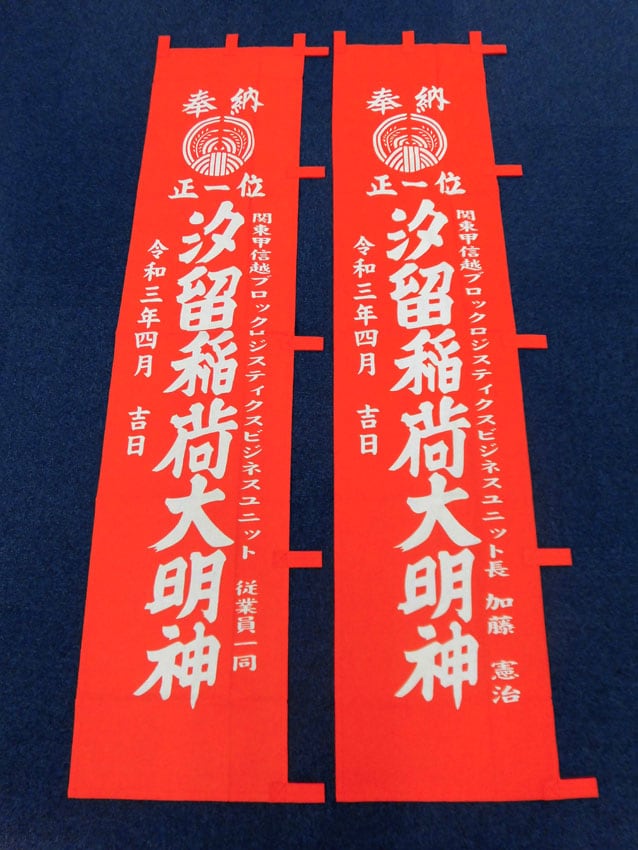 奉納
正一位
関東甲信越ブロックロジスティクスビジネスユニット長 加藤 憲治
汐留稲荷大明神
令和三年四月 吉日
奉納
正一位
関東甲信越ブロックロジスティクスビジネスユニット 従業員一同
汐留稲荷大明神
令和三年四月 吉日